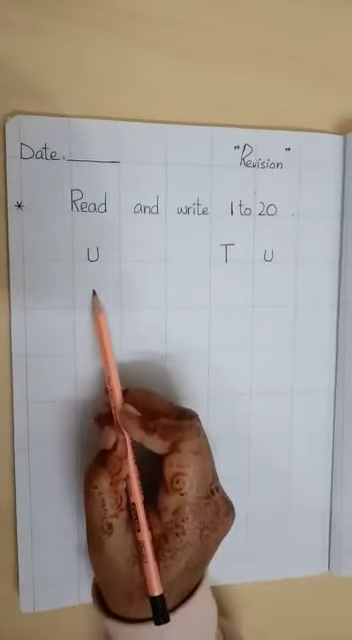 Date:______ "Revision"
* Read and write 1 to 20.
U T U